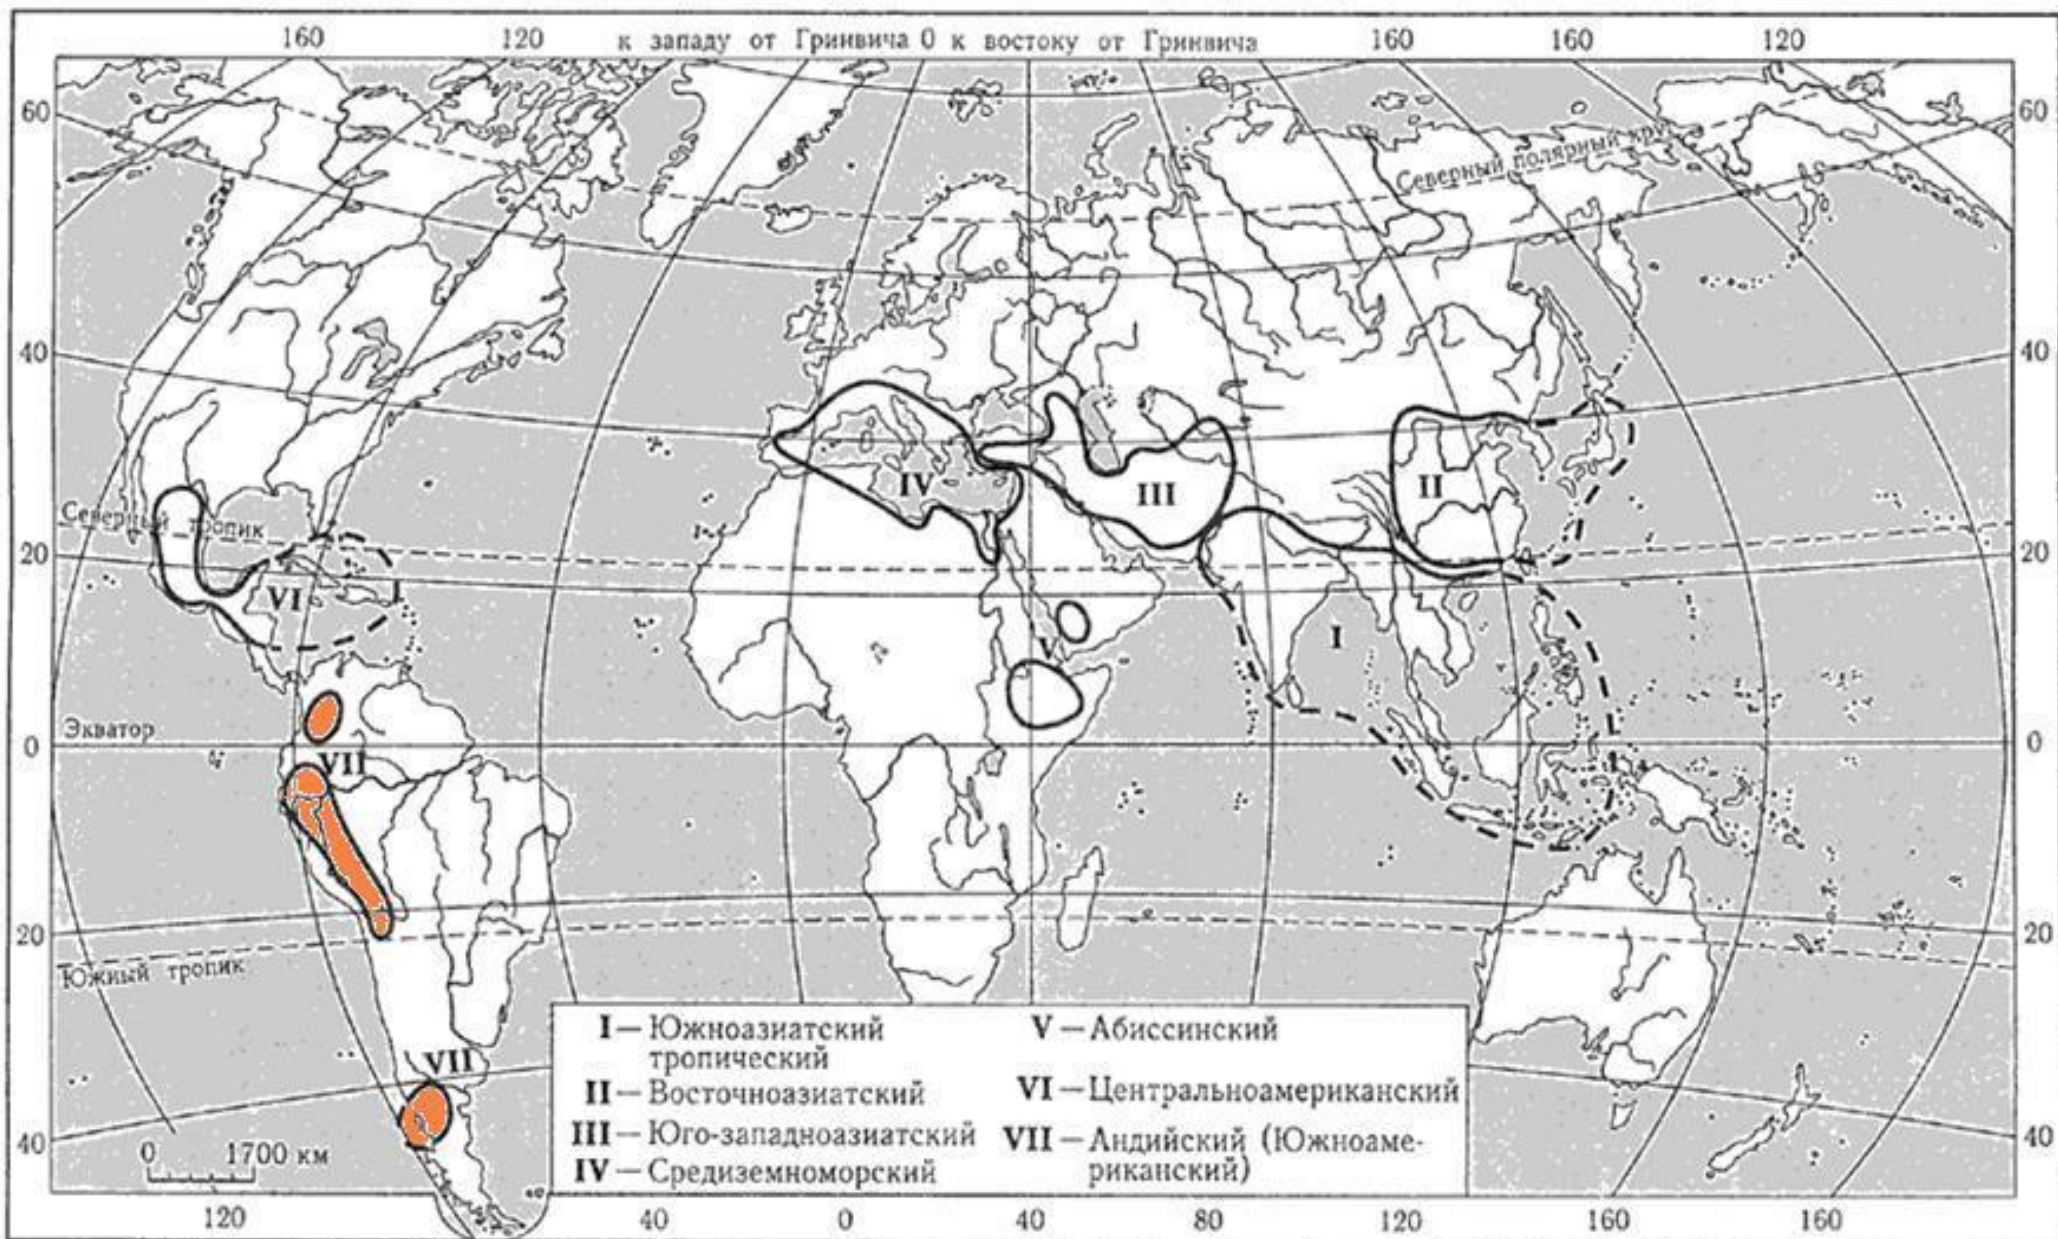 160 120 к западу от Гринвича 0 к востоку от Гринвича 160 160 120
60 60
Северный полярный круг
40 40
IV III II
Северный тропик
20 20
VI
I
V
Экватор
0 0
VII
20 20
Южный тропик
VII
I — Южноазиатский
тропический
II — Восточноазиатский
III — Юго-западноазиатский
IV — Средиземноморский
V — Абиссинский
VI — Центральноамериканский
VII — Андийский (Южноаме-
риканский)
40 40
0 1700 км
120 40 0 40 80 120 160 160